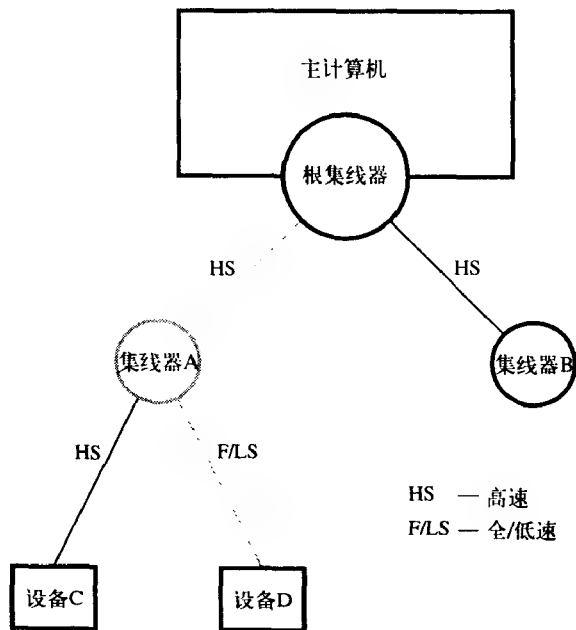 主计算机
根集线器
HS
HS
集线器A
集线器B
HS
F/LS
HS — 高速
F/LS — 全/低速
设备C
设备D